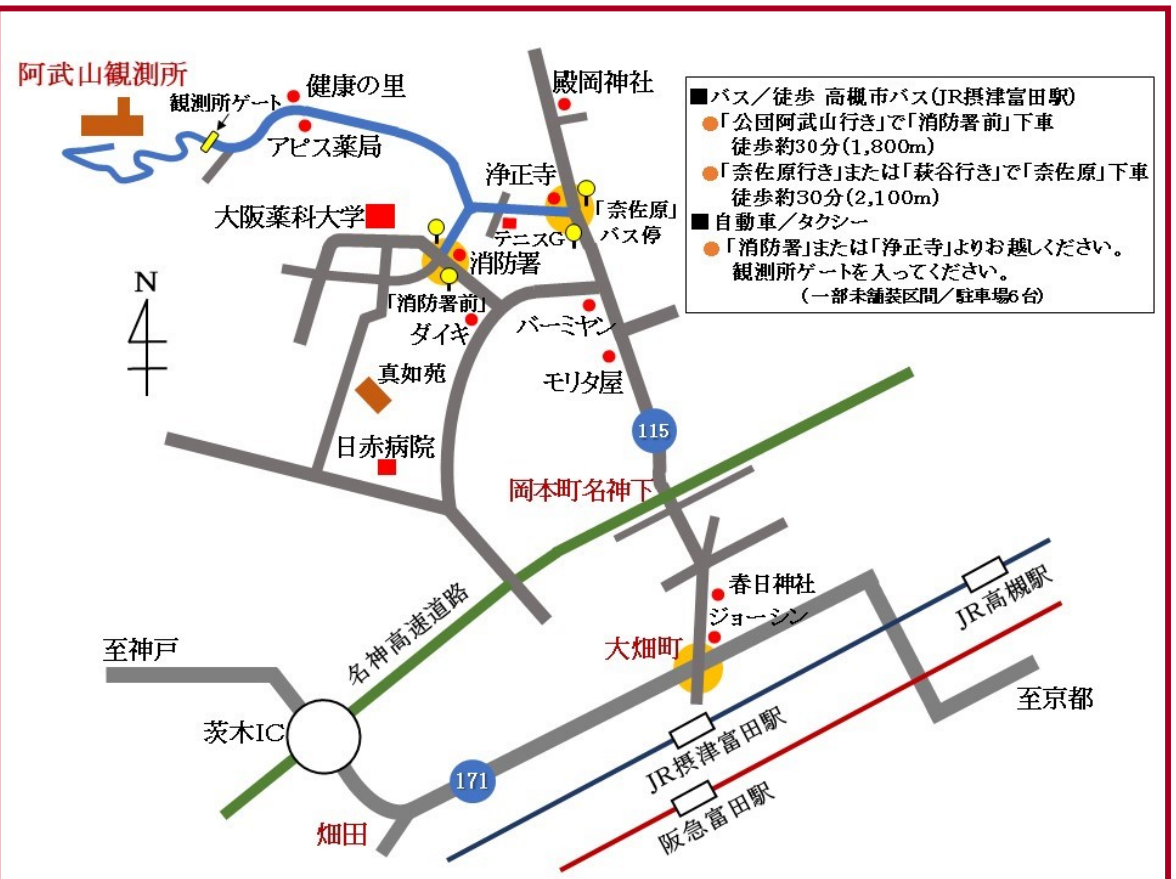 阿武山観測所
観測所ゲート
健康の里
アピス薬局
殿岡神社
■バス／徒歩 高槻市バス(JR摂津富田駅)
●「公団阿武山行き」で「消防署前」下車
徒歩約30分(1,800m)
●「奈佐原行き」または「萩谷行き」で「奈佐原」下車
徒歩約30分(2,100m)
■自動車／タクシー
●「消防署」または「浄正寺」よりお越しください。
観測所ゲートを入ってください。
(一部未舗装区間／駐車場6台)
浄正寺
「奈佐原」
バス停
テニスG
大阪薬科大学
消防署
「消防署前」
ダイキ
N
バーミヤン
モリタ屋
真如苑
日赤病院
115
岡本町名神下
春日神社
ジョーシン
大畑町
JR高槻駅
至神戸
名神高速道路
至京都
茨木IC
JR摂津富田駅
171
阪急富田駅
畑田